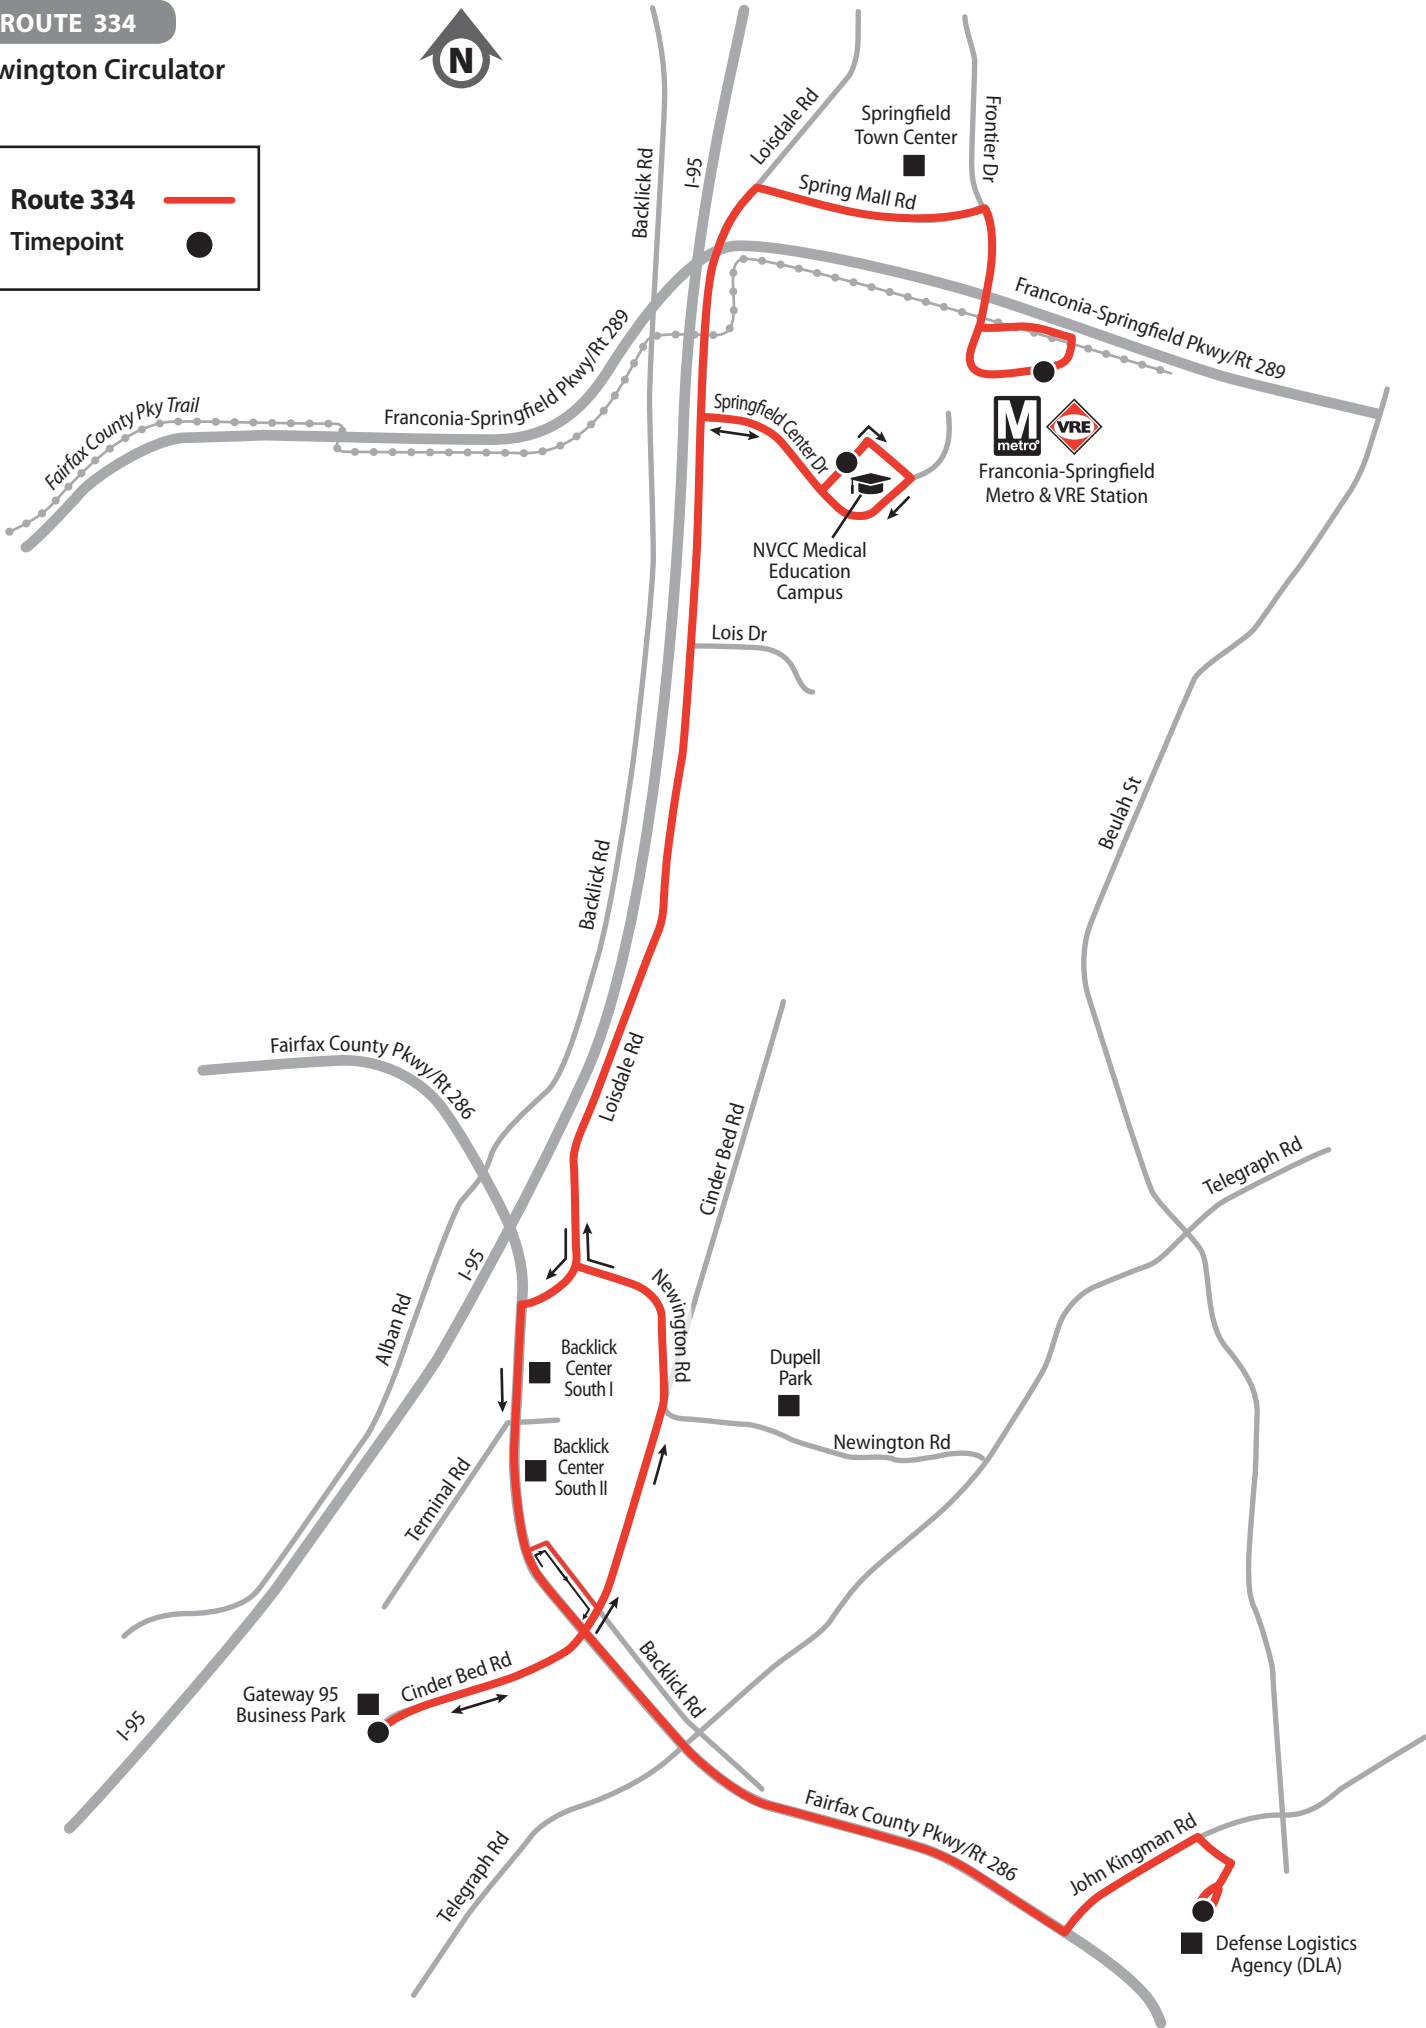 ROUTE 334
wington Circulator
N
Route 334
Timepoint
Backlick Rd
I-95
Loisdale Rd
Springfield
Town Center
Frontier Dr
Spring Mall Rd
Franconia-Springfield Pkwy/Rt 289
Franconia-Springfield Pkwy/Rt 289
Fairfax County Pky Trail
Springfield Center Dr
M
metro®
VRE
Franconia-Springfield
Metro & VRE Station
NVCC Medical
Education
Campus
Lois Dr
Beulah St
Backlick Rd
Fairfax County Pkwy/Rt 286
Loisdale Rd
Cinder Bed Rd
Telegraph Rd
I-95
Alban Rd
Newington Rd
Backlick
Center
South I
Dupell
Park
Newington Rd
Backlick
Center
South II
Terminal Rd
Cinder Bed Rd
Backlick Rd
Gateway 95
Business Park
I-95
Fairfax County Pkwy/Rt 286
John Kingman Rd
Telegraph Rd
Defense Logistics
Agency (DLA)